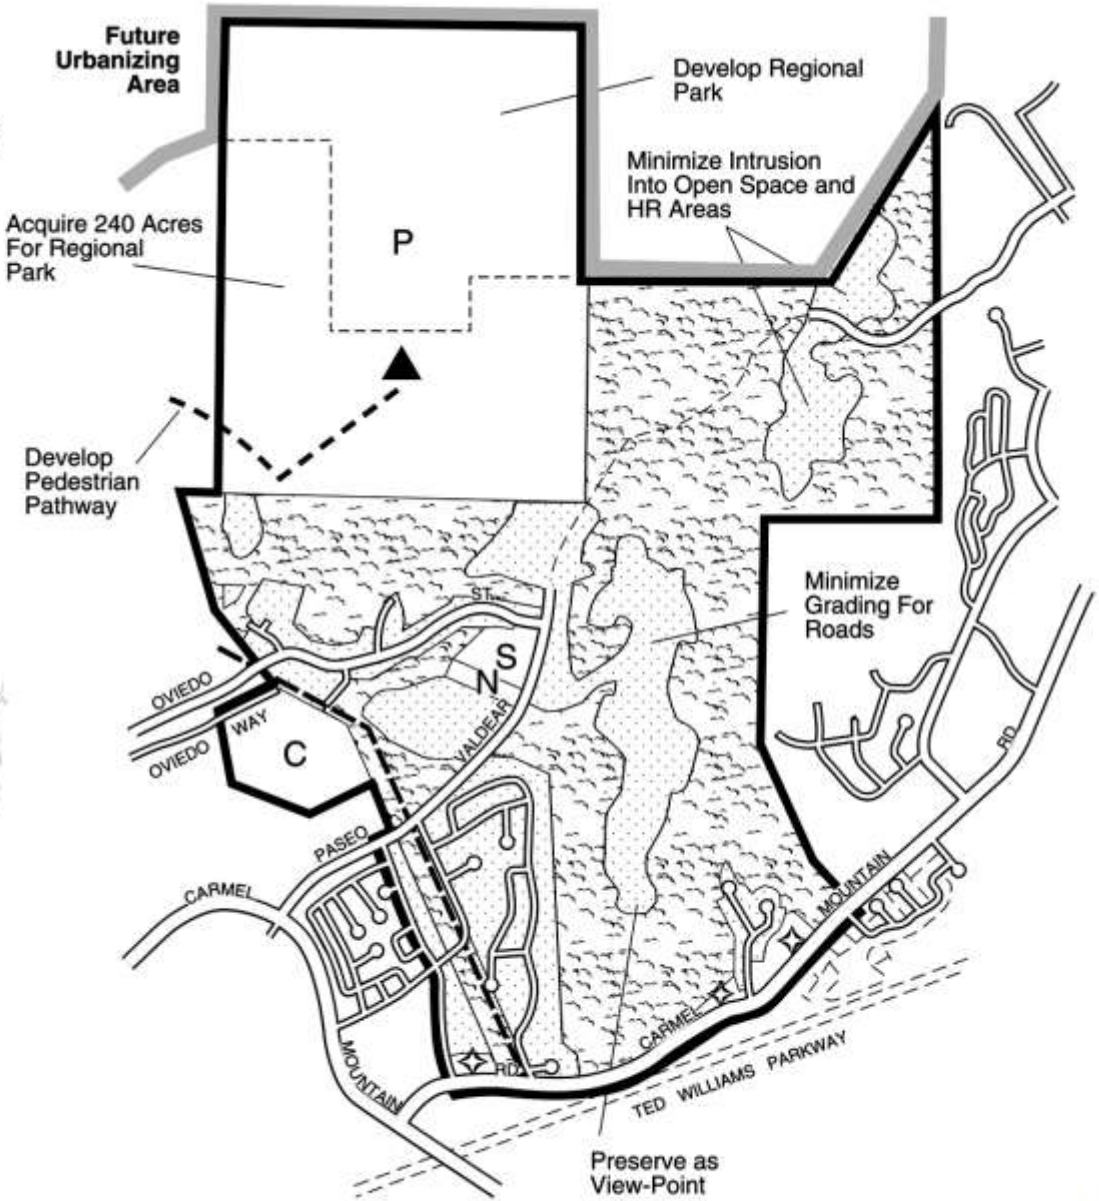 Future
Urbanizing
Area
Develop Regional
Park
Minimize Intrusion
Into Open Space and
HR Areas
Acquire 240 Acres
For Regional
Park
P
Develop
Pedestrian
Pathway
Minimize
Grading For
Roads
ST.
S
N
OVIEDO
OVIEDO WAY
VALDEAR
C
RD
PASEO
CARMEL
MOUNTAIN
CARMEL
MOUNTAIN
RD
TED WILLIAMS PARKWAY
Preserve as
View-Point